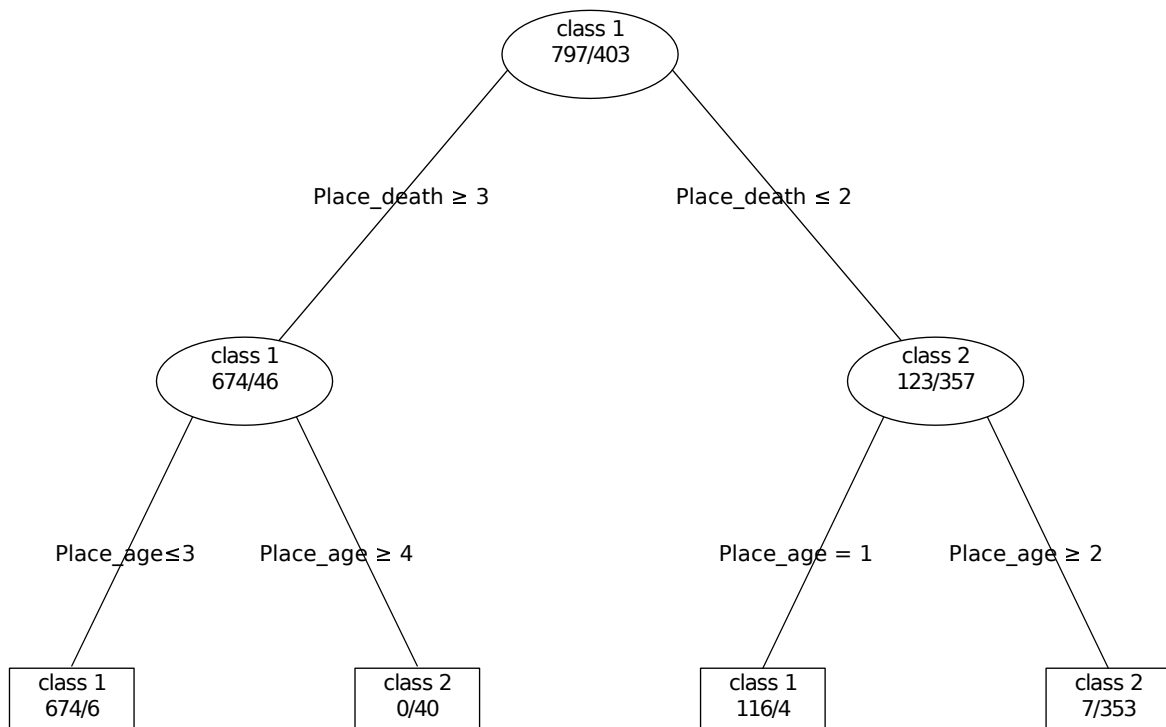 class 1
797/403
Place_death ≥ 3
Place_death ≤ 2
class 1
674/46
class 2
123/357
Place_age≤3
Place_age ≥ 4
Place_age = 1
Place_age ≥ 2
class 1
674/6
class 2
0/40
class 1
116/4
class 2
7/353